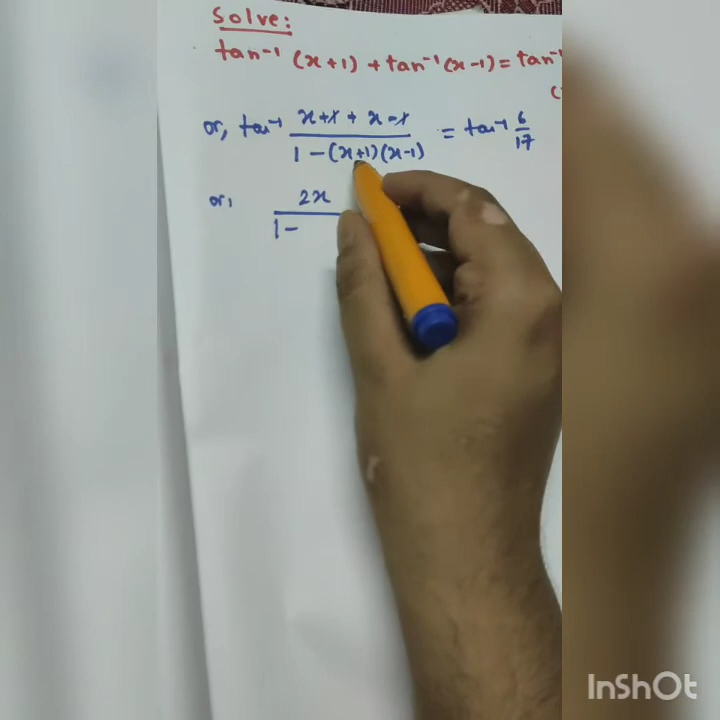 Solve:
tan⁻¹ (x+1) + tan⁻¹ (x-1) = tan⁻¹
(
or, tan⁻¹ (x+1 + x-1)/(1-(x+1)(x-1)) = tan⁻¹ 6/17
or, 2x/(1-
InShOt